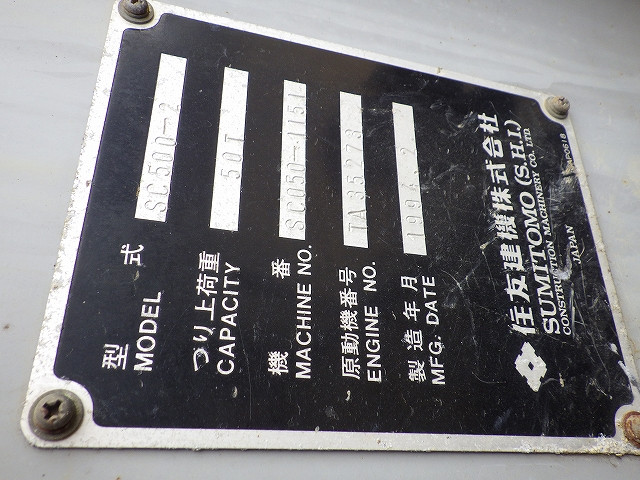 型式 SC500-2
MODEL
つり上荷重 50T
CAPACITY
機番 SC050-1151
MACHINE NO.
原動機番号 TA35273
ENGINE NO.
製造年月 1994.2
MFG. DATE
住友建機株式会社
SUMITOMO (S.H.I.)
CONSTRUCTION MACHINERY CO., LTD.
JAPAN